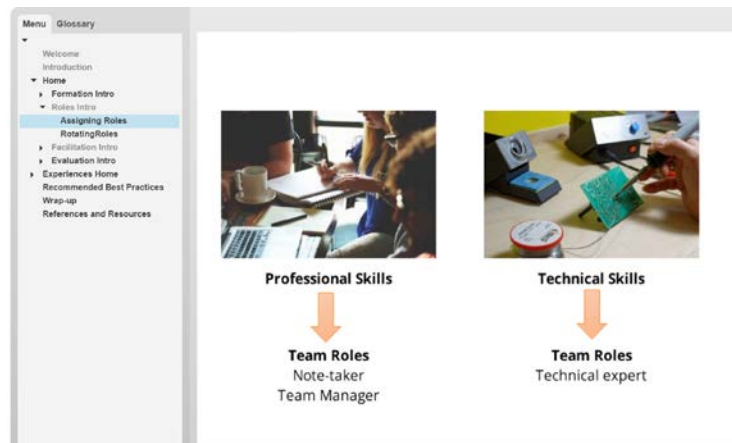 Menu Glossary
Welcome
Introduction
Home
Formation Intro
Roles Intro
Assigning Roles
RotatingRoles
Facilitation Intro
Evaluation Intro
Experiences Home
Recommended Best Practices
Wrap-up
References and Resources
Professional Skills
Team Roles
Note-taker
Team Manager
Technical Skills
Team Roles
Technical expert